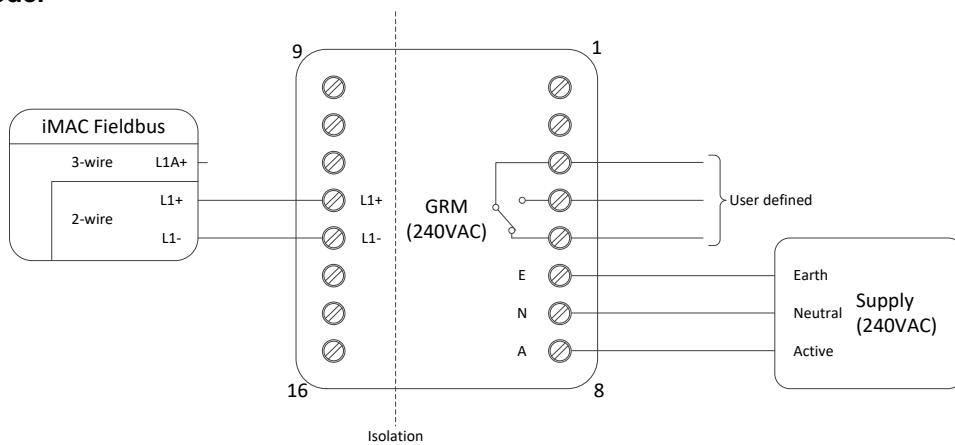 9
1
iMAC Fieldbus
3-wire
L1A+
2-wire
L1+
L1-
L1+
L1-
GRM
(240VAC)
User defined
E
N
A
Earth
Neutral
Active
Supply
(240VAC)
16
8
Isolation